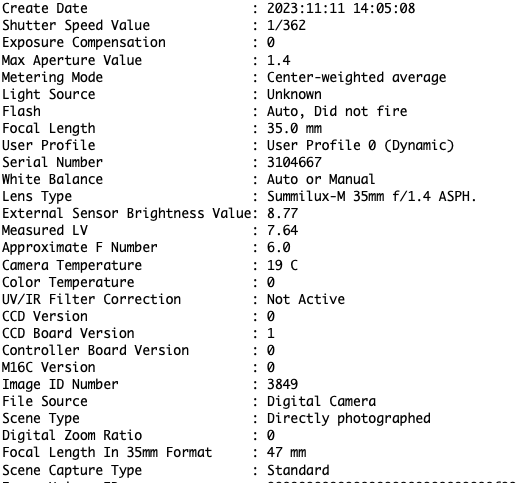 Create Date : 2023:11:11 14:05:08
Shutter Speed Value : 1/362
Exposure Compensation : 0
Max Aperture Value : 1.4
Metering Mode : Center-weighted average
Light Source : Unknown
Flash : Auto, Did not fire
Focal Length : 35.0 mm
User Profile : User Profile 0 (Dynamic)
Serial Number : 3104667
White Balance : Auto or Manual
Lens Type : Summilux-M 35mm f/1.4 ASPH.
External Sensor Brightness Value: 8.77
Measured LV : 7.64
Approximate F Number : 6.0
Camera Temperature : 19 C
Color Temperature : 0
UV/IR Filter Correction : Not Active
CCD Version : 0
CCD Board Version : 1
Controller Board Version : 0
M16C Version : 0
Image ID Number : 3849
File Source : Digital Camera
Scene Type : Directly photographed
Digital Zoom Ratio : 0
Focal Length In 35mm Format : 47 mm
Scene Capture Type : Standard